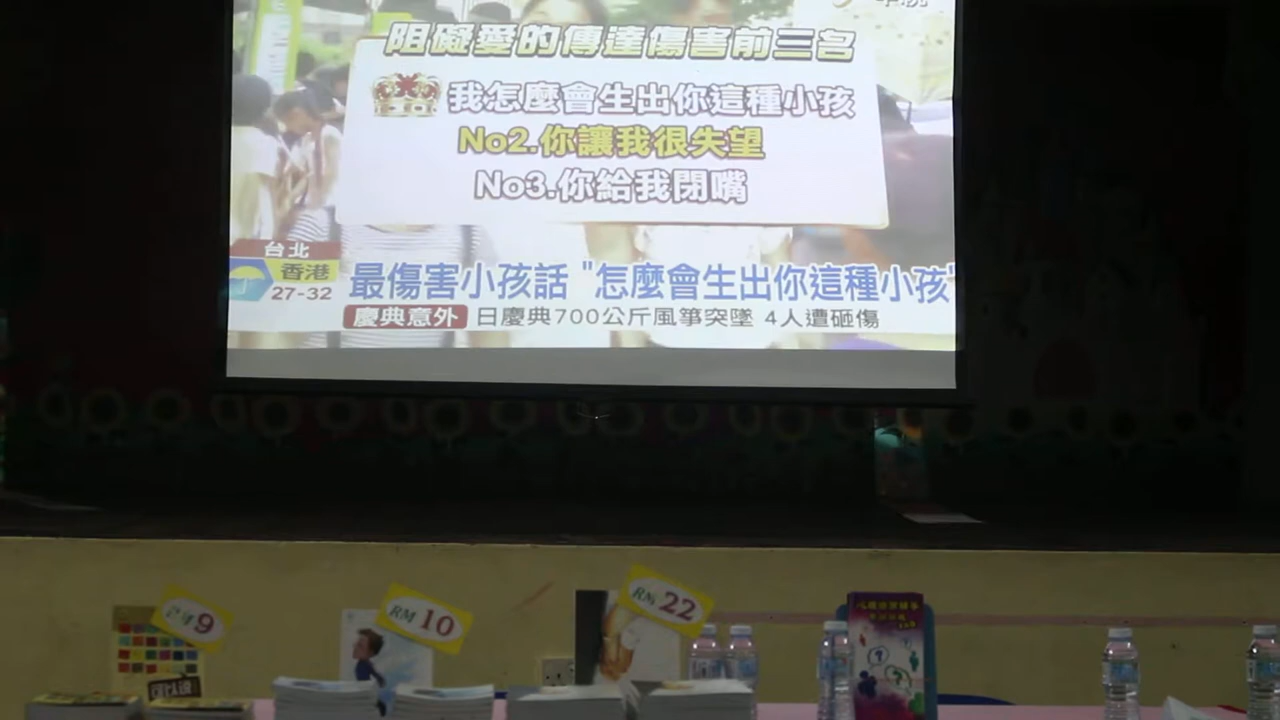 阻礙愛的傳達傷害前三名
我怎麼會生出你這種小孩
No2.你讓我很失望
No3.你給我閉嘴
台北
香港
27-32
最傷害小孩話 "怎麼會生出你這種小孩"
慶典意外 日慶典700公斤風箏突墜 4人遭砸傷
RM 9
RM 10
RM 22